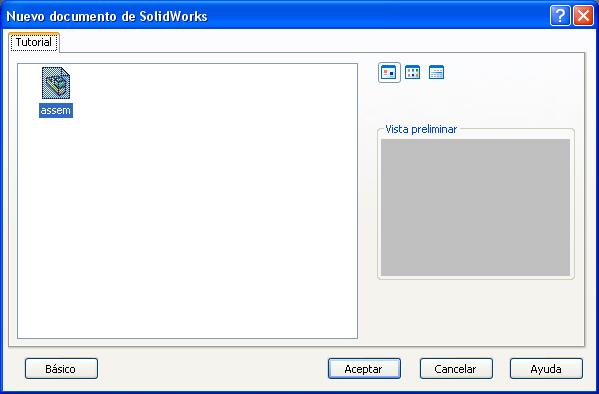 Nuevo documento de SolidWorks
Tutorial
assem
Vista preliminar
Básico
Aceptar
Cancelar
Ayuda